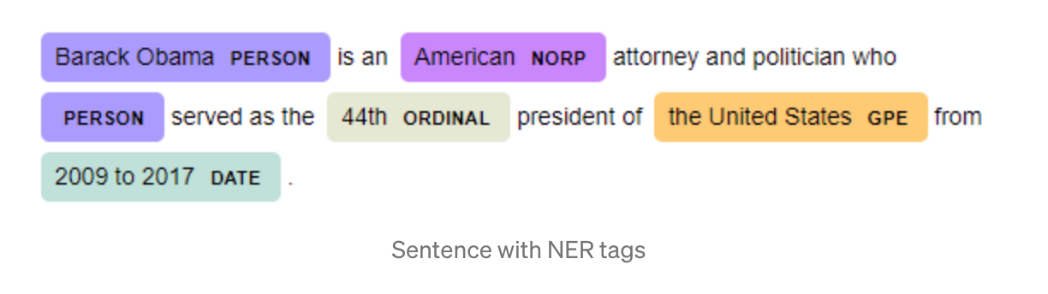 Barack Obama PERSON is an American NORP attorney and politician who
PERSON served as the 44th ORDINAL president of the United States GPE from
2009 to 2017 DATE .
Sentence with NER tags